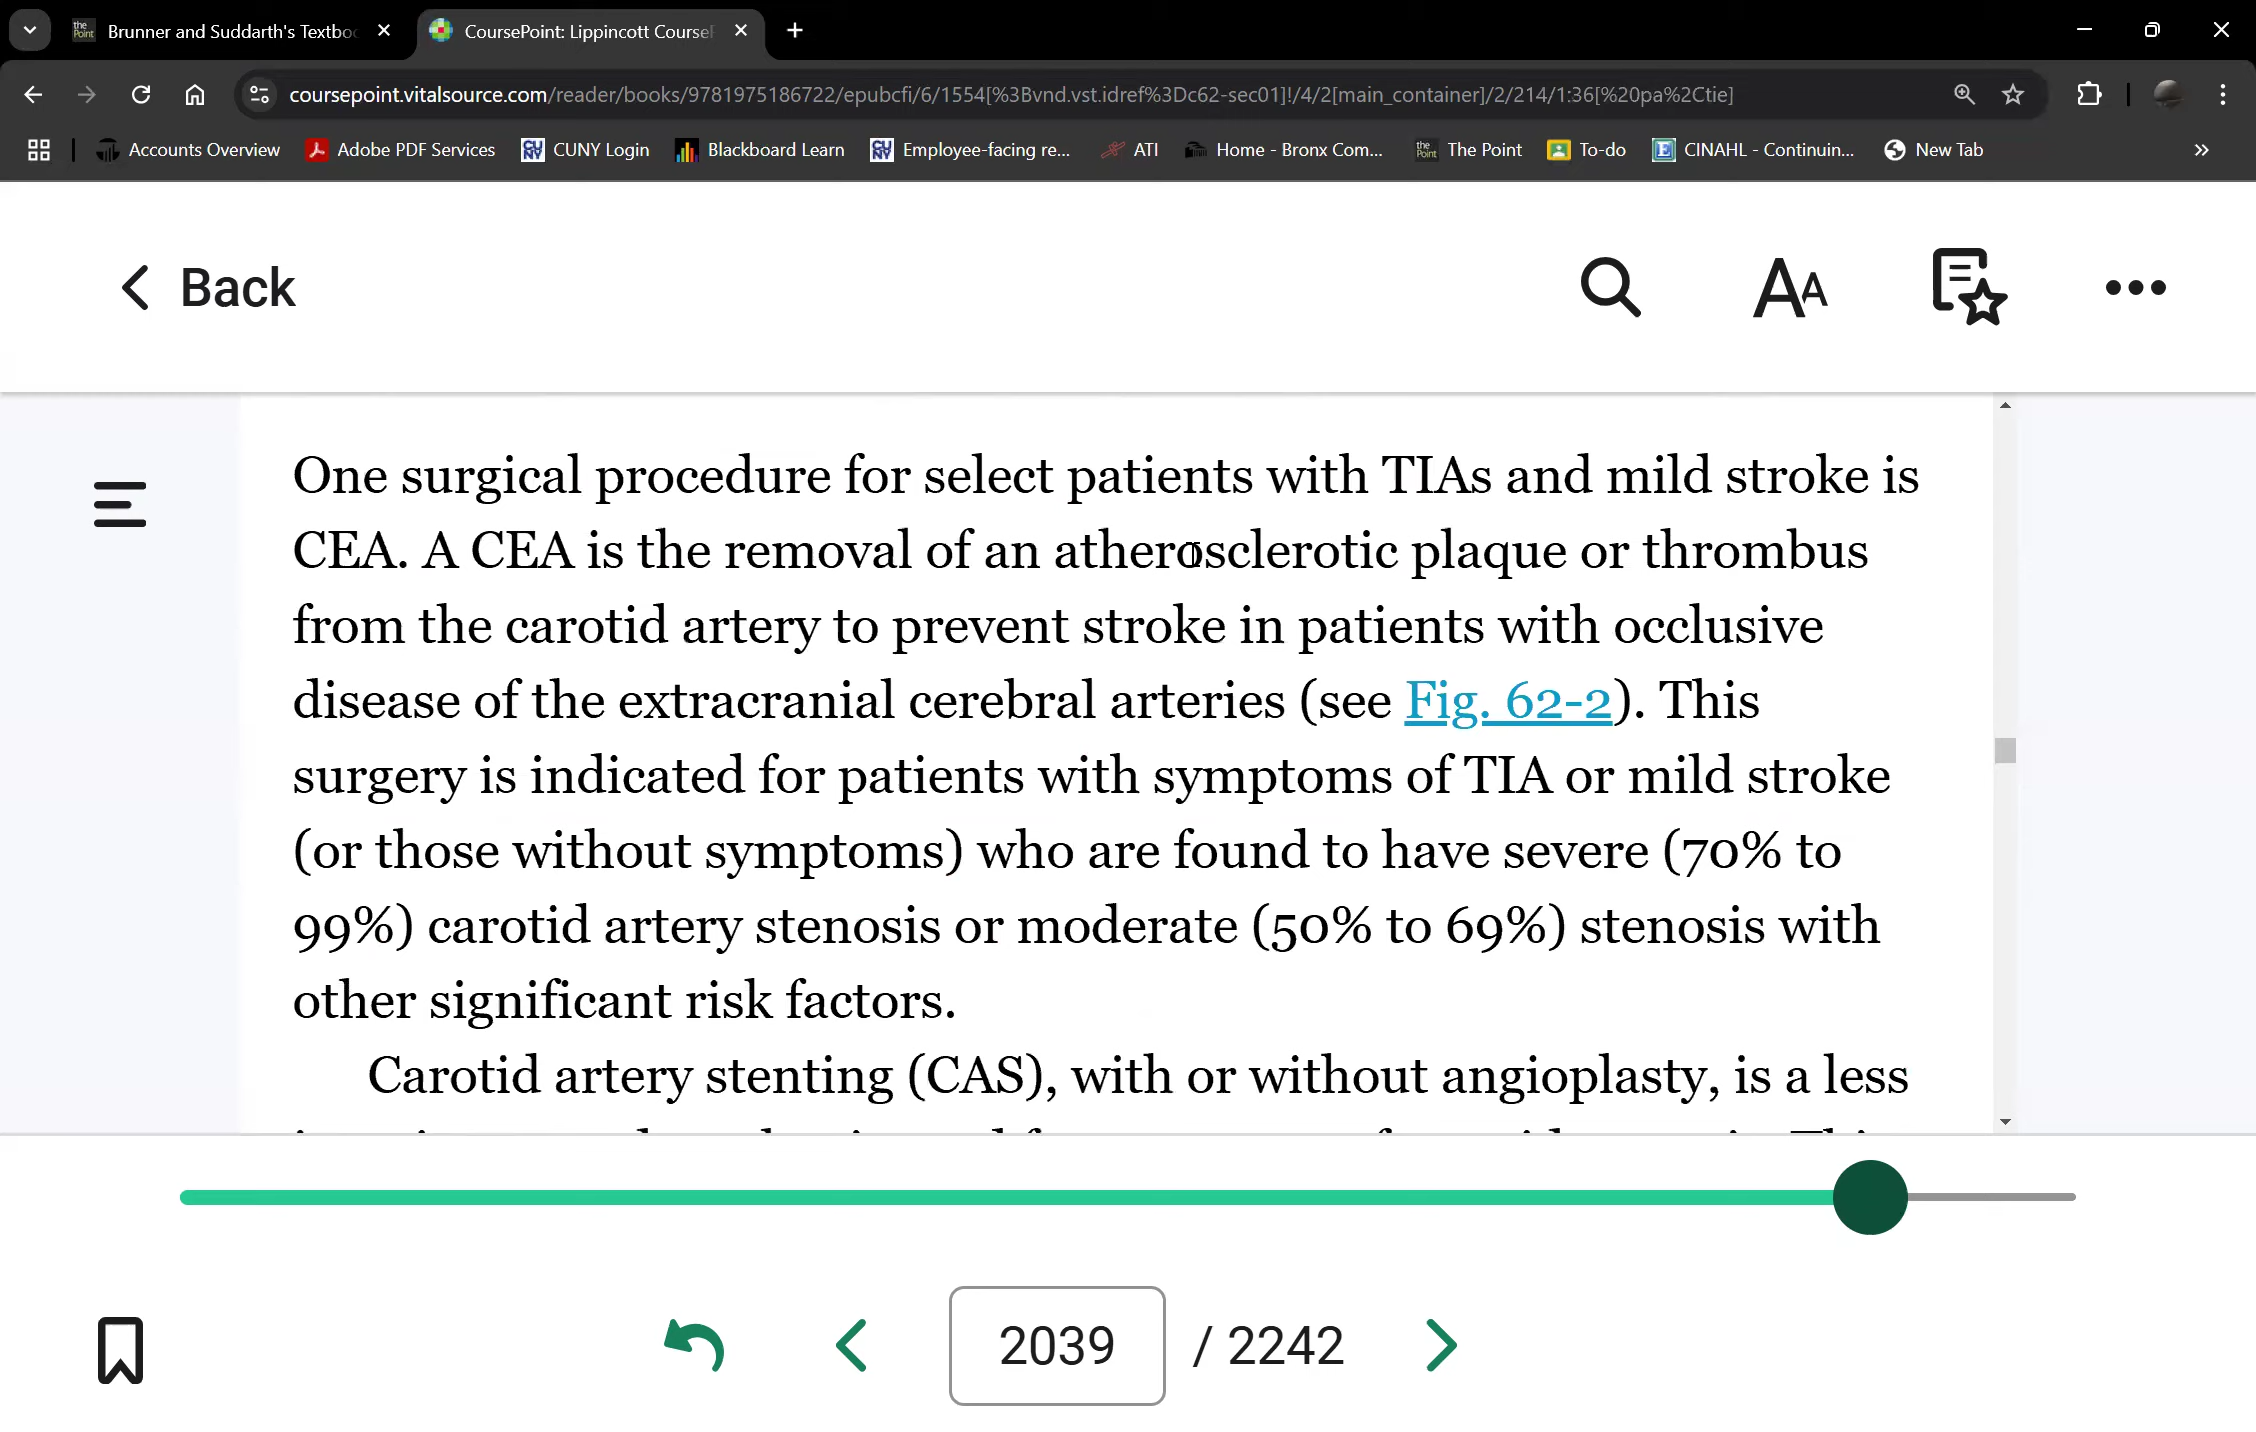 the Point
Brunner and Suddarth's Textbo
CoursePoint: Lippincott Course
coursepoint.vitalsource.com/reader/books/9781975186722/epubcfi/6/1554[%3Bvnd.vst.idref%3Dc62-sec01]!/4/2[main_container]/2/214/1:36[%20pa%2Ctie]
Accounts Overview
Adobe PDF Services
CUNY Login
Blackboard Learn
Employee-facing re...
ATI
Home - Bronx Com...
the Point
The Point
To-do
CINAHL - Continuin...
New Tab
Back
AA
One surgical procedure for select patients with TIAs and mild stroke is
CEA. A CEA is the removal of an atherosclerotic plaque or thrombus
from the carotid artery to prevent stroke in patients with occlusive
disease of the extracranial cerebral arteries (see Fig. 62-2). This
surgery is indicated for patients with symptoms of TIA or mild stroke
(or those without symptoms) who are found to have severe (70% to
99%) carotid artery stenosis or moderate (50% to 69%) stenosis with
other significant risk factors.
Carotid artery stenting (CAS), with or without angioplasty, is a less
2039 / 2242